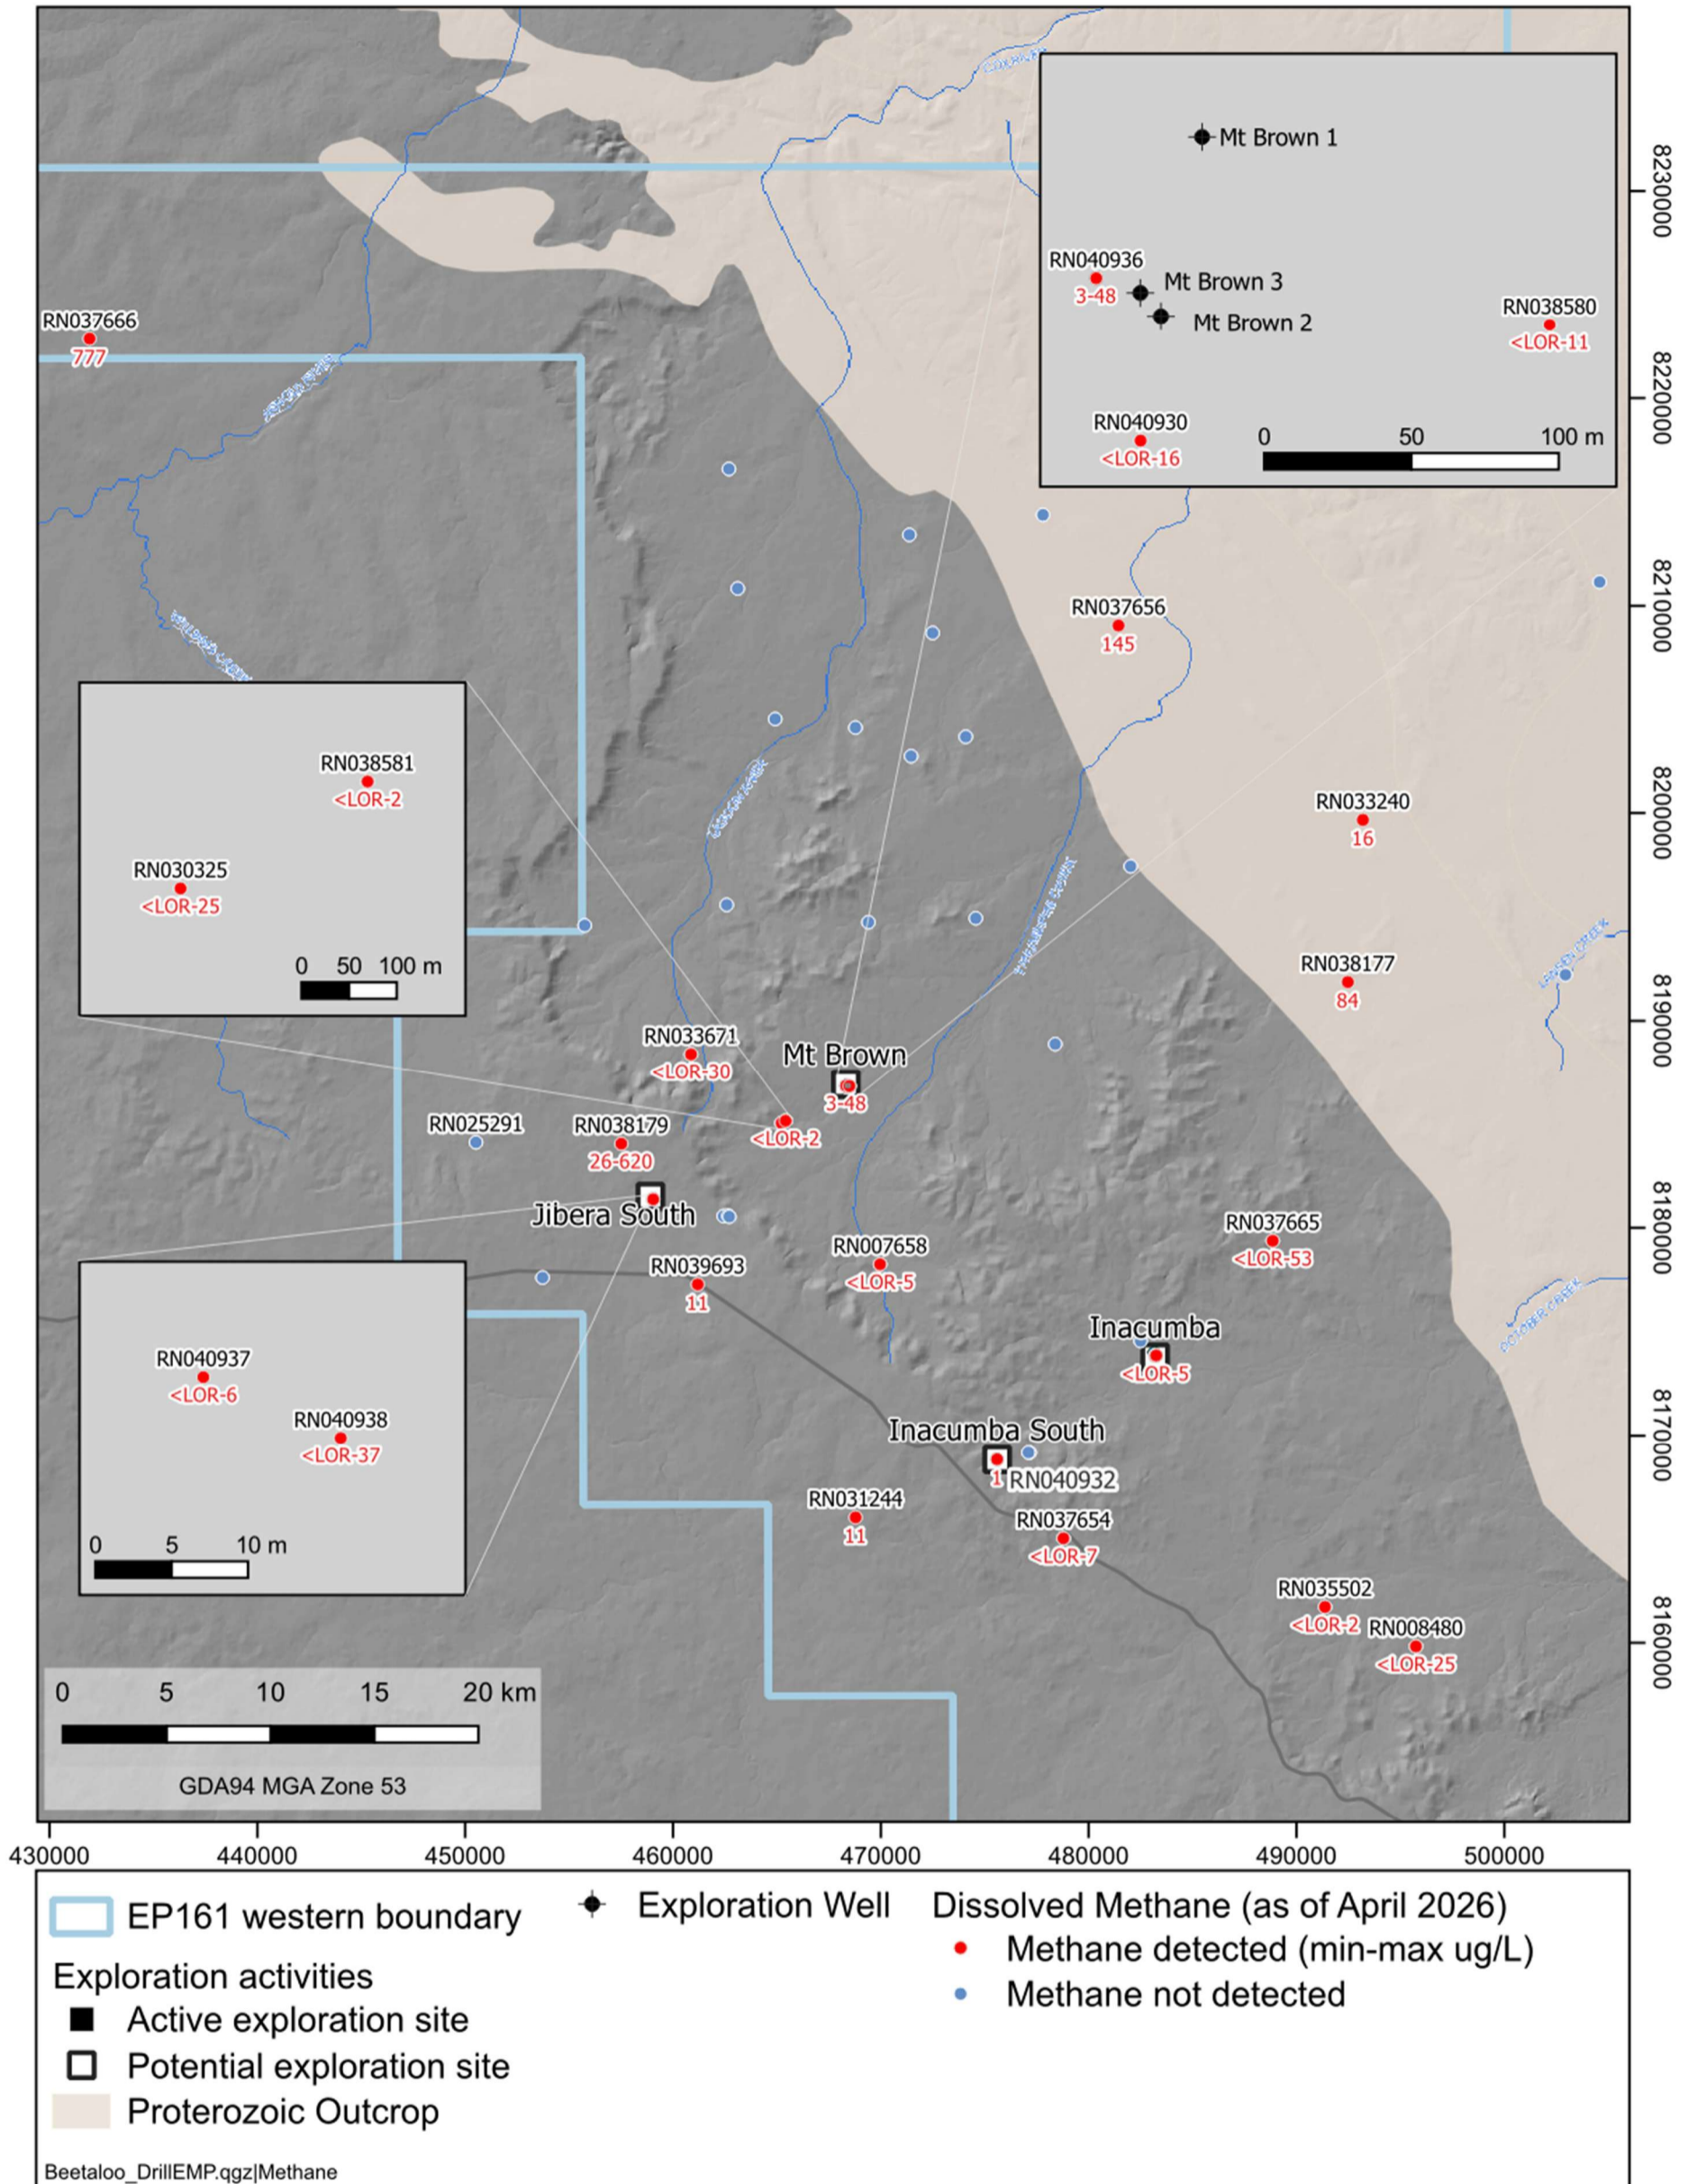 Mt Brown 1
8230000
RN040936
3-48
Mt Brown 3
Mt Brown 2
RN038580
<LOR-11
RN037666
777
8220000
RN040930
<LOR-16
0 50 100 m
RN037656
145
8210000
RN038581
<LOR-2
RN030325
<LOR-25
0 50 100 m
RN033240
16
8200000
RN038177
84
8190000
RN033671
<LOR-30
Mt Brown
3-48
RN025291
RN038179
26-620
<LOR-2
Jibera South
RN037665
<LOR-53
8180000
RN007658
<LOR-5
RN039693
11
OCTOBER CREEK
Inacumba
<LOR-5
RN040937
<LOR-6
RN040938
<LOR-37
0 5 10 m
Inacumba South
1
RN040932
8170000
RN031244
11
RN037654
<LOR-7
RN035502
<LOR-2
RN008480
<LOR-25
8160000
0 5 10 15 20 km
GDA94 MGA Zone 53
430000 440000 450000 460000 470000 480000 490000 500000
EP161 western boundary
Exploration activities
Active exploration site
Potential exploration site
Proterozoic Outcrop
Exploration Well
Dissolved Methane (as of April 2026)
Methane detected (min-max ug/L)
Methane not detected
Beetaloo_DrillEMP.qgz|Methane